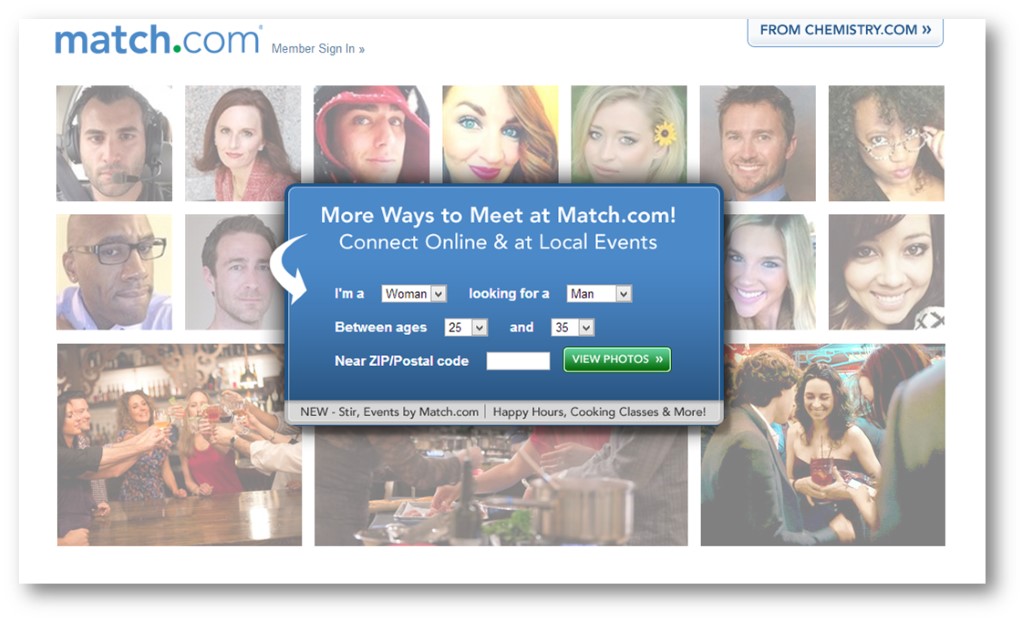 match.com® Member Sign In »
FROM CHEMISTRY.COM »
More Ways to Meet at Match.com!
Connect Online & at Local Events
I'm a Woman looking for a Man
Between ages 25 and 35
Near ZIP/Postal code VIEW PHOTOS »
NEW - Stir, Events by Match.com | Happy Hours, Cooking Classes & More!